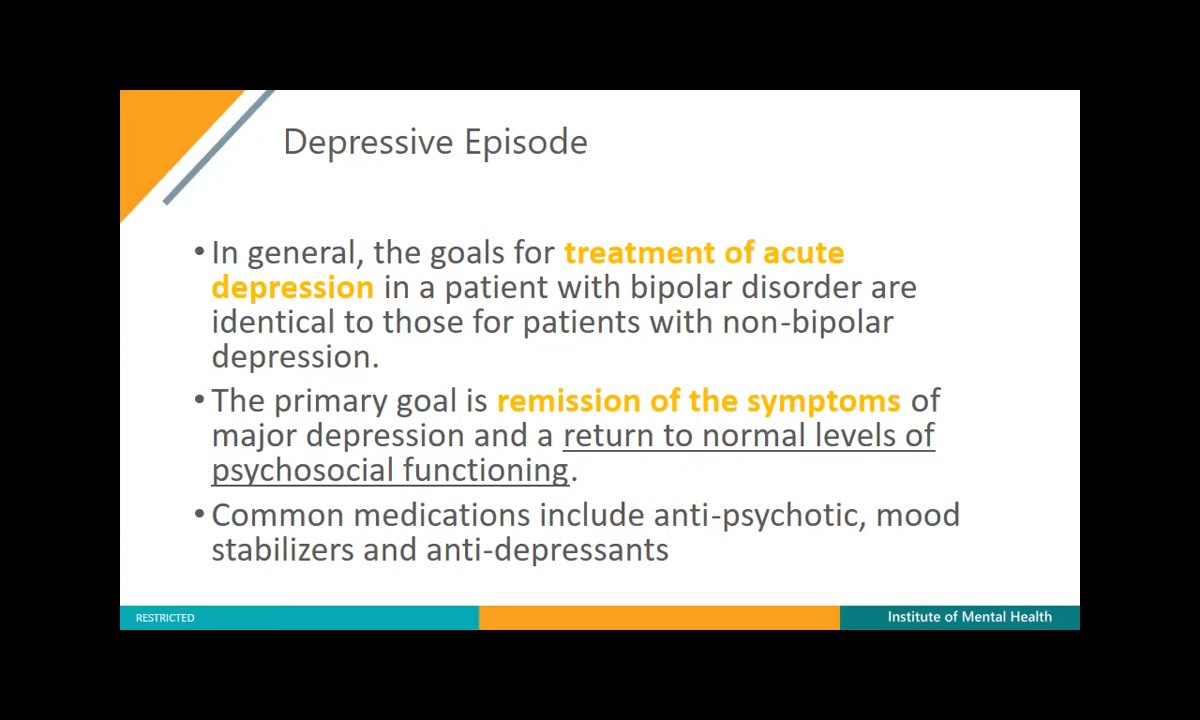 Depressive Episode
• In general, the goals for treatment of acute
depression in a patient with bipolar disorder are
identical to those for patients with non-bipolar
depression.
• The primary goal is remission of the symptoms of
major depression and a return to normal levels of
psychosocial functioning.
• Common medications include anti-psychotic, mood
stabilizers and anti-depressants
RESTRICTED
Institute of Mental Health